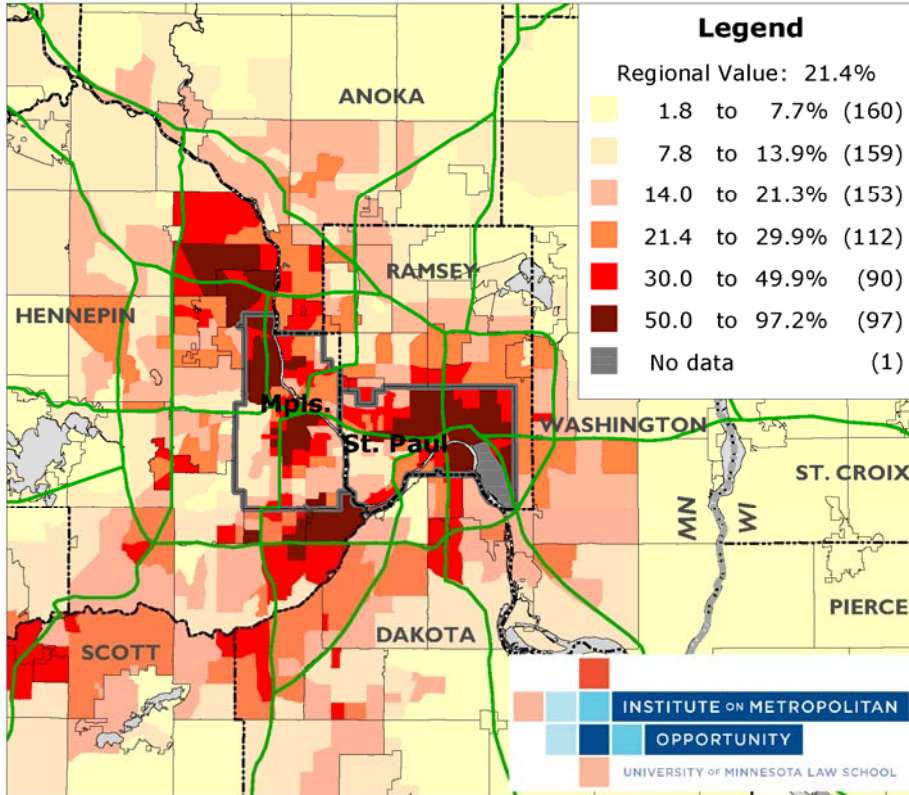 Legend
Regional Value: 21.4%
1.8 to 7.7% (160)
7.8 to 13.9% (159)
14.0 to 21.3% (153)
21.4 to 29.9% (112)
30.0 to 49.9% (90)
50.0 to 97.2% (97)
No data (1)
ANOKA
RAMSEY
HENNEPIN
Mpls.
St. Paul
WASHINGTON
ST. CROIX
MN
WI
PIERCE
DAKOTA
SCOTT
INSTITUTE ON METROPOLITAN
OPPORTUNITY
UNIVERSITY OF MINNESOTA LAW SCHOOL